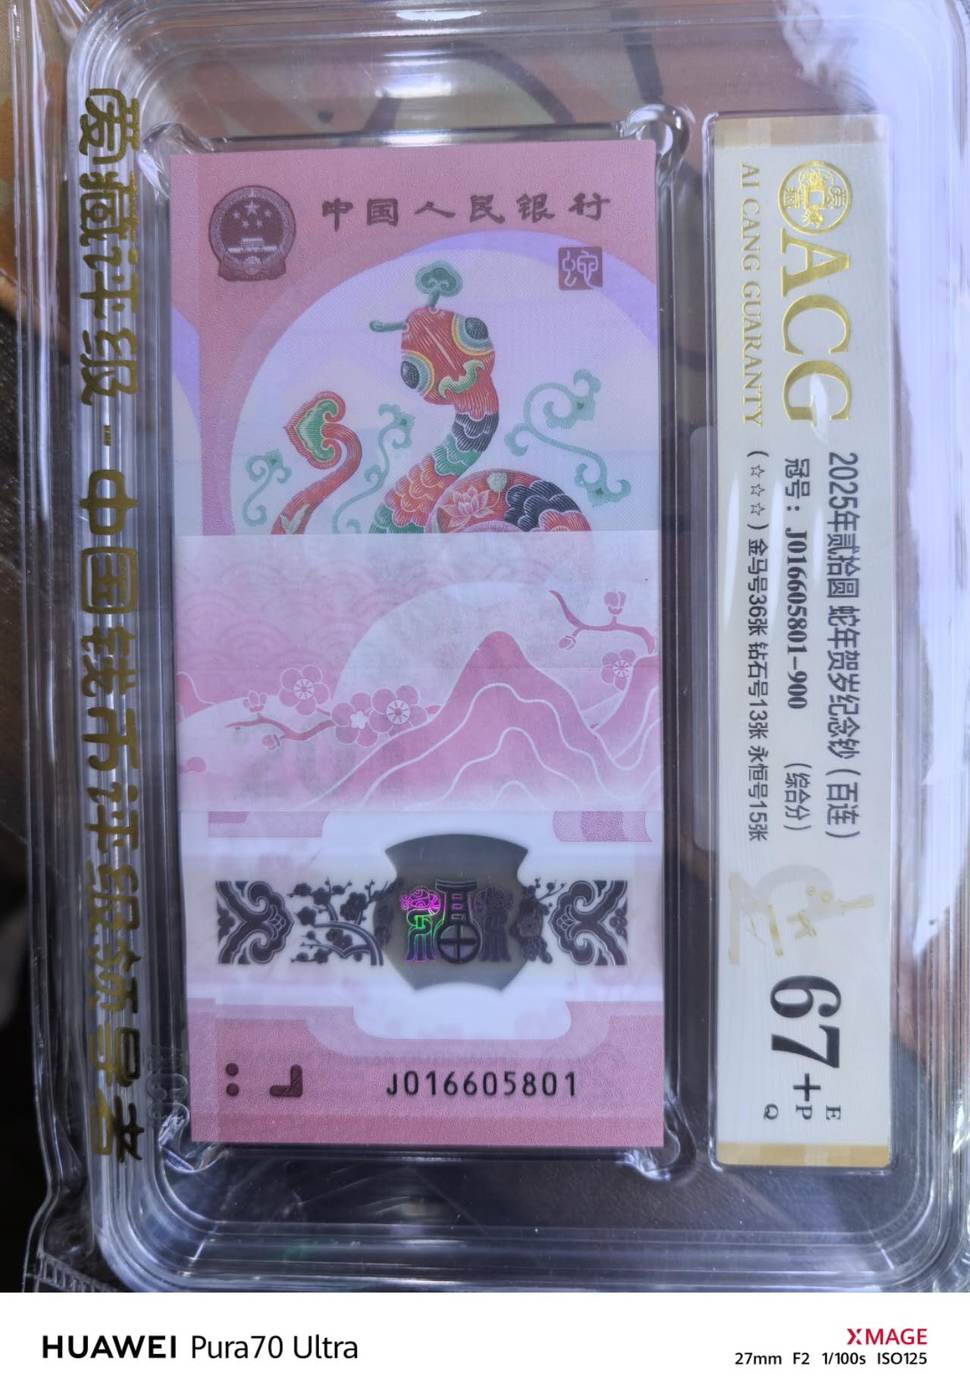 爱藏评级·中国钱币评级领导者
中国人民银行
蛇
福
J016605801
ACG
AI CANG GUARANTY
2025年贰拾圆 蛇年贺岁纪念钞(百连)
冠号:J016605801-900 (综合分)
(☆☆☆)金马号36张 钻石号13张 永恒号15张
67+
E
P
Q
HUAWEI Pura70 Ultra
XMAGE
27mm F2 1/100s ISO125